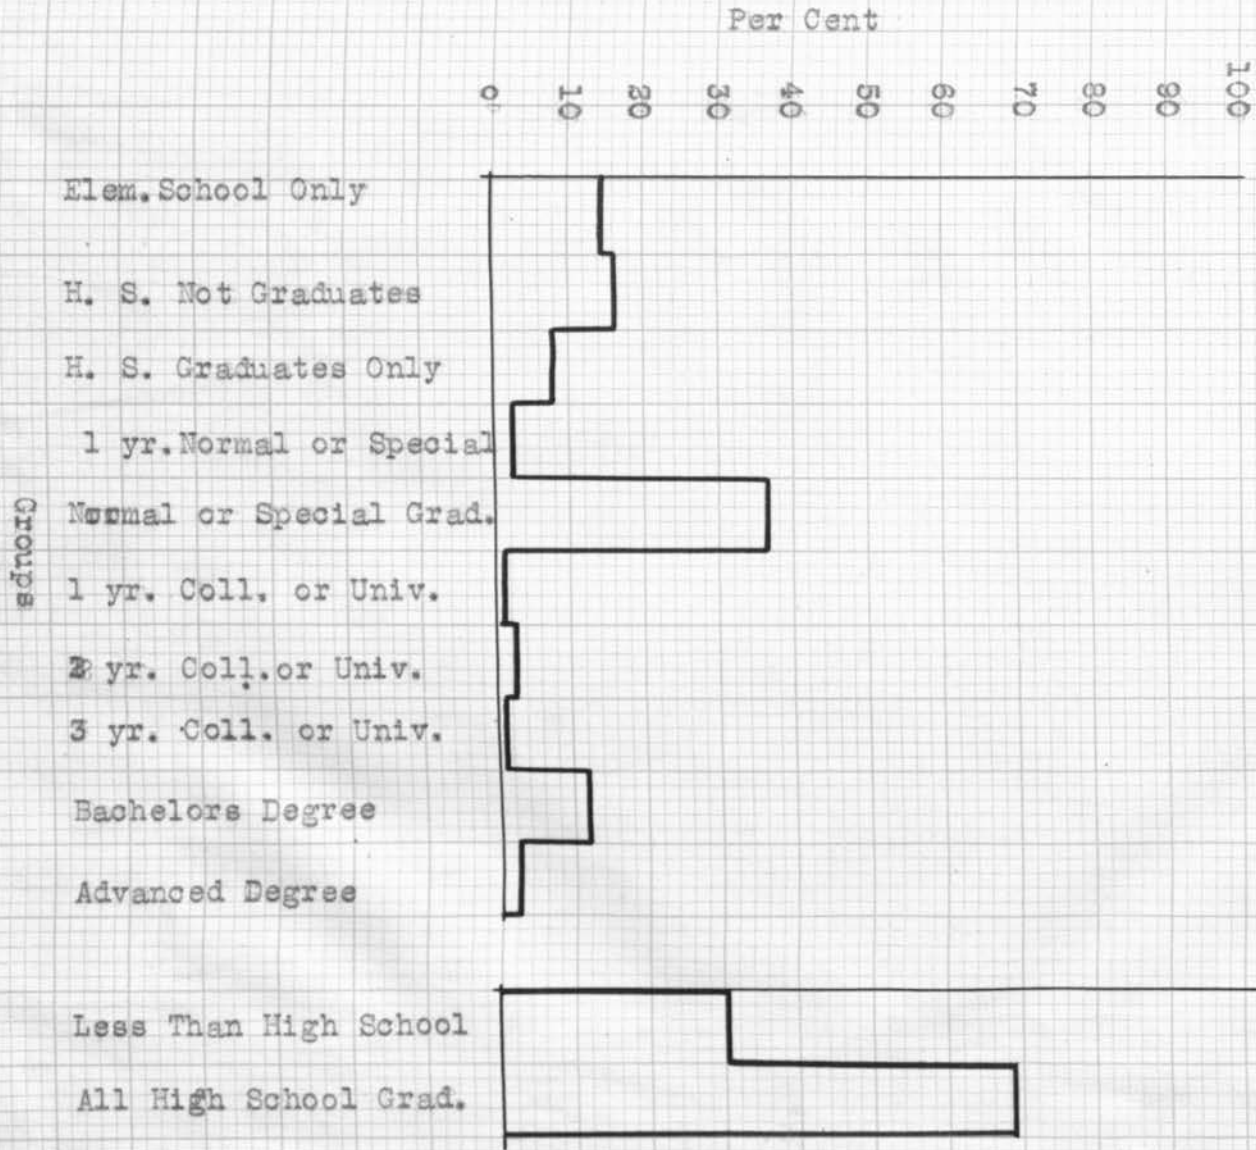 Per Cent
0 10 20 30 40 50 60 70 80 90 100
Groups
Elem. School Only
H. S. Not Graduates
H. S. Graduates Only
1 yr. Normal or Special
Normal or Special Grad.
1 yr. Coll. or Univ.
2 yr. Coll. or Univ.
3 yr. Coll. or Univ.
Bachelors Degree
Advanced Degree
Less Than High School
All High School Grad.